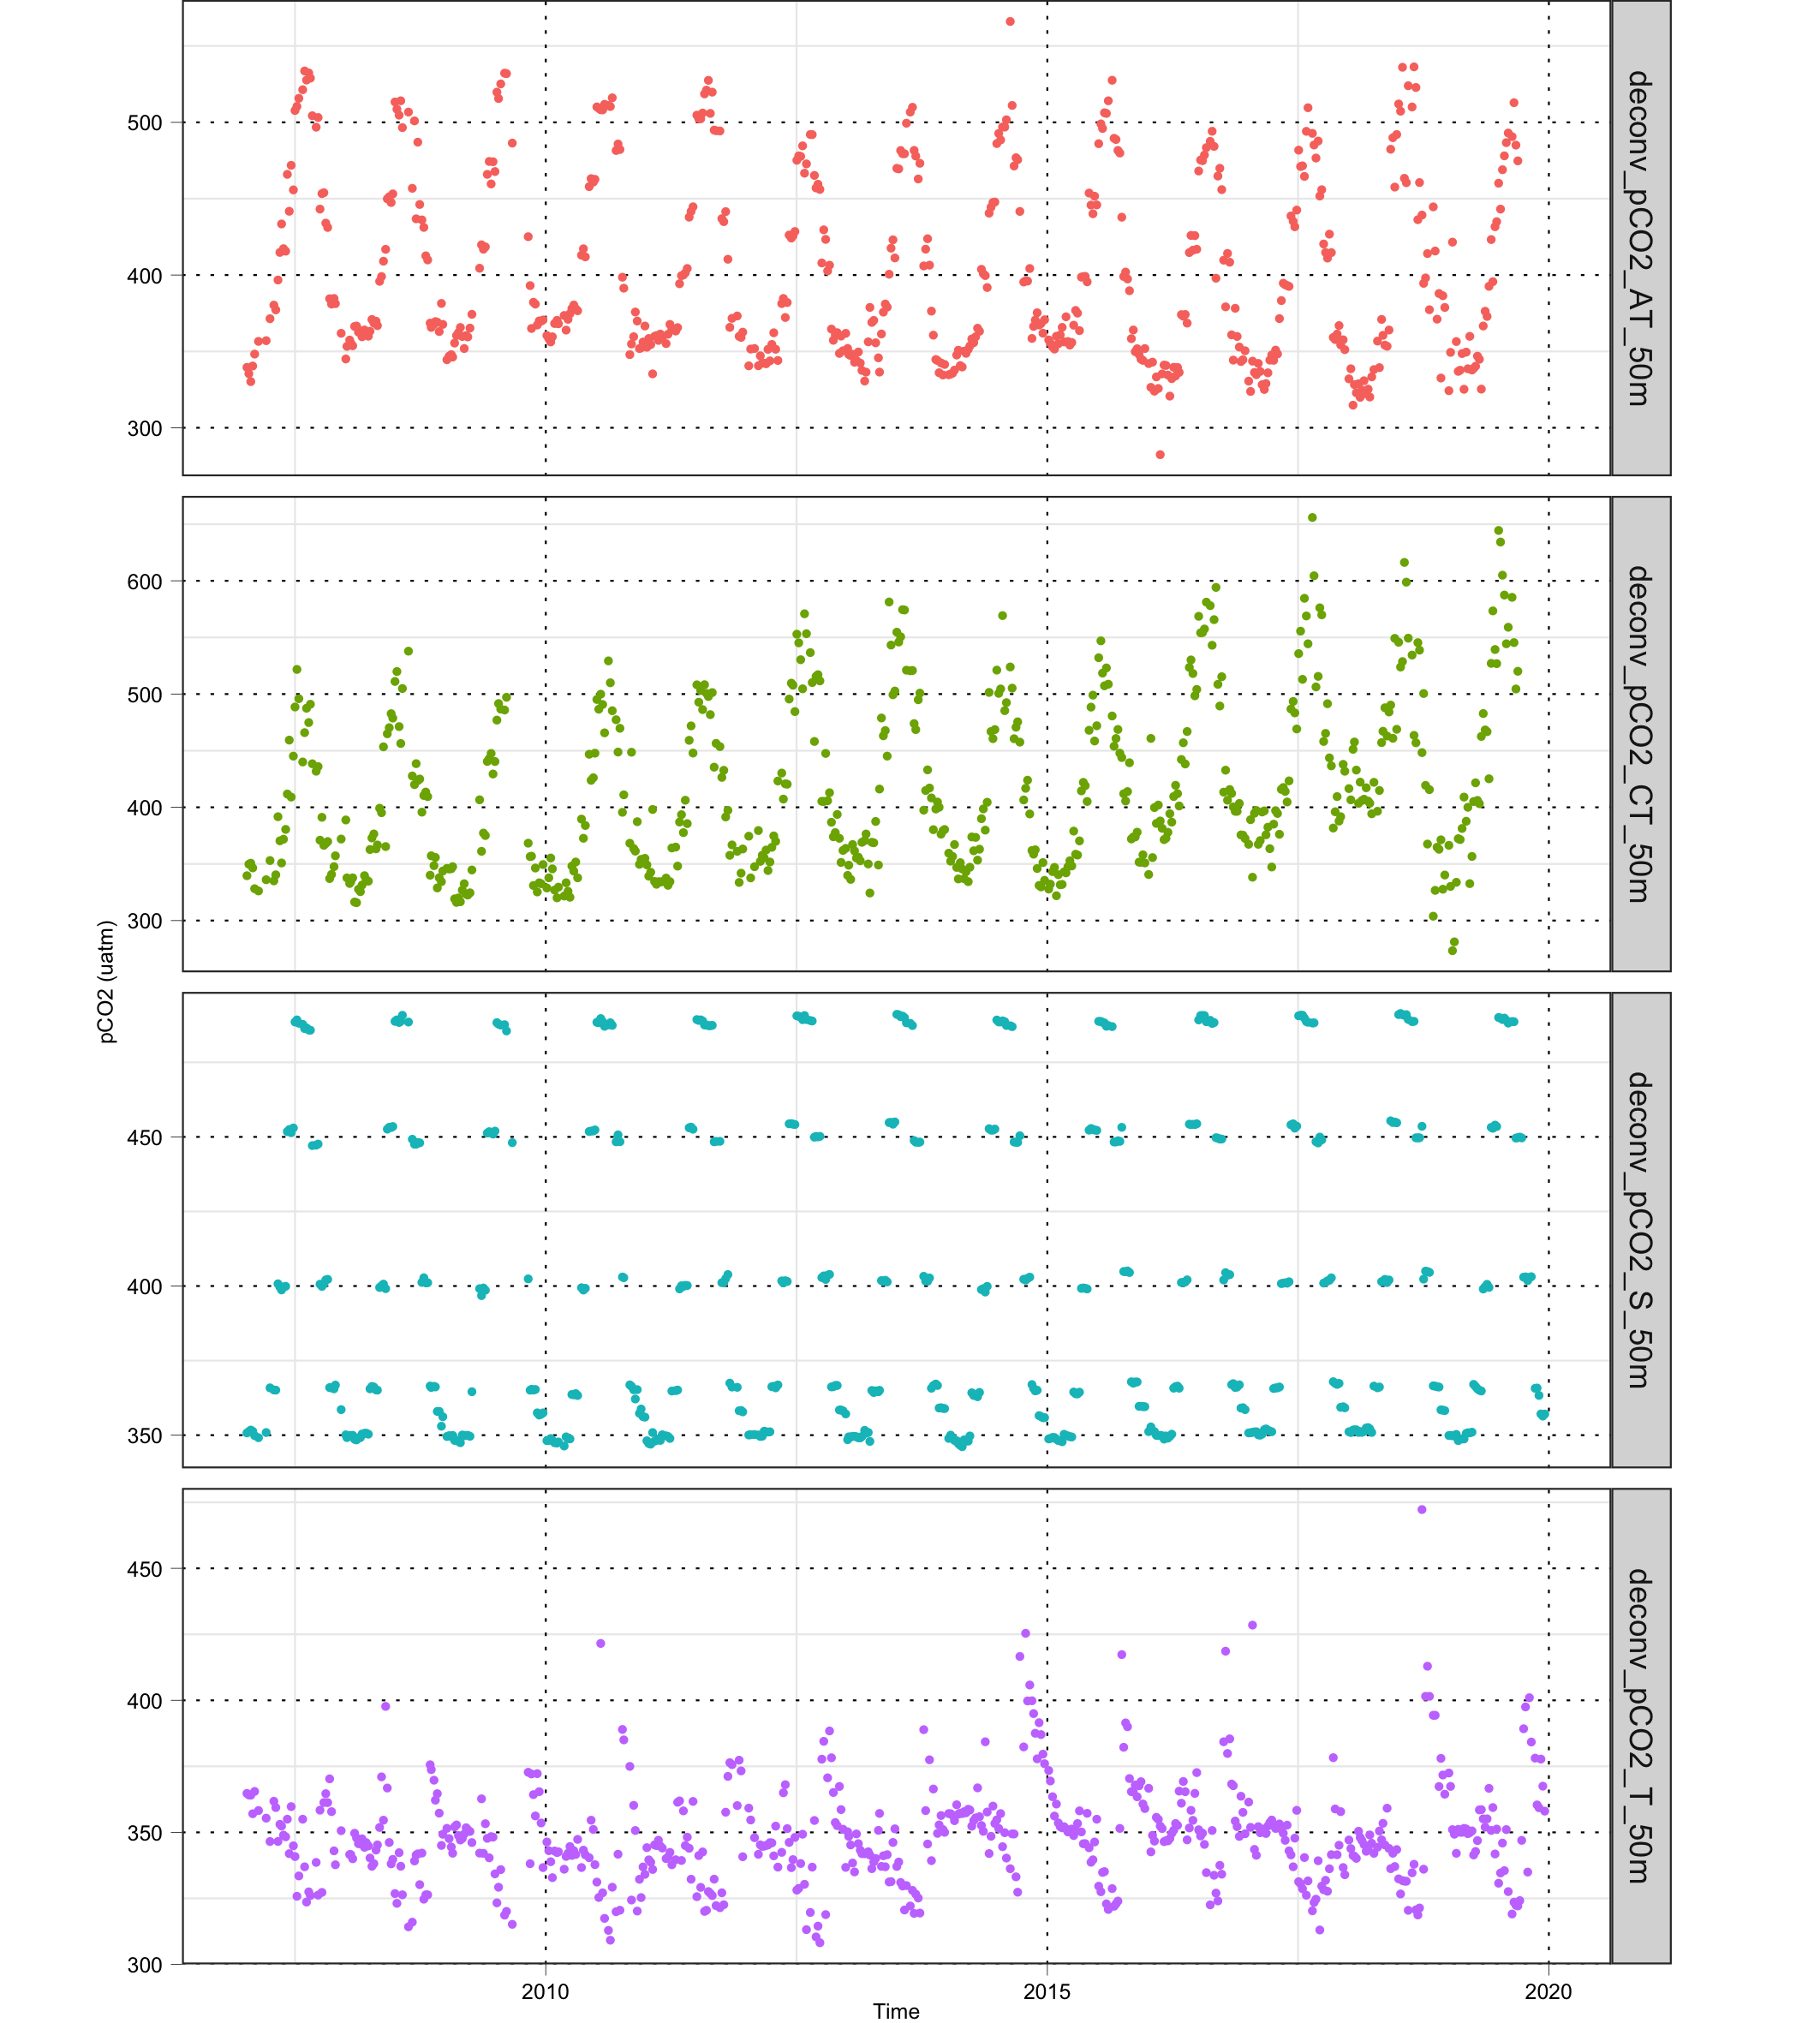 500
400
300
deconv_pCO2_AT_50m
600
500
400
300
deconv_pCO2_CT_50m
pCO2 (uatm)
450
400
350
deconv_pCO2_S_50m
450
400
350
300
deconv_pCO2_T_50m
2010
2015
2020
Time